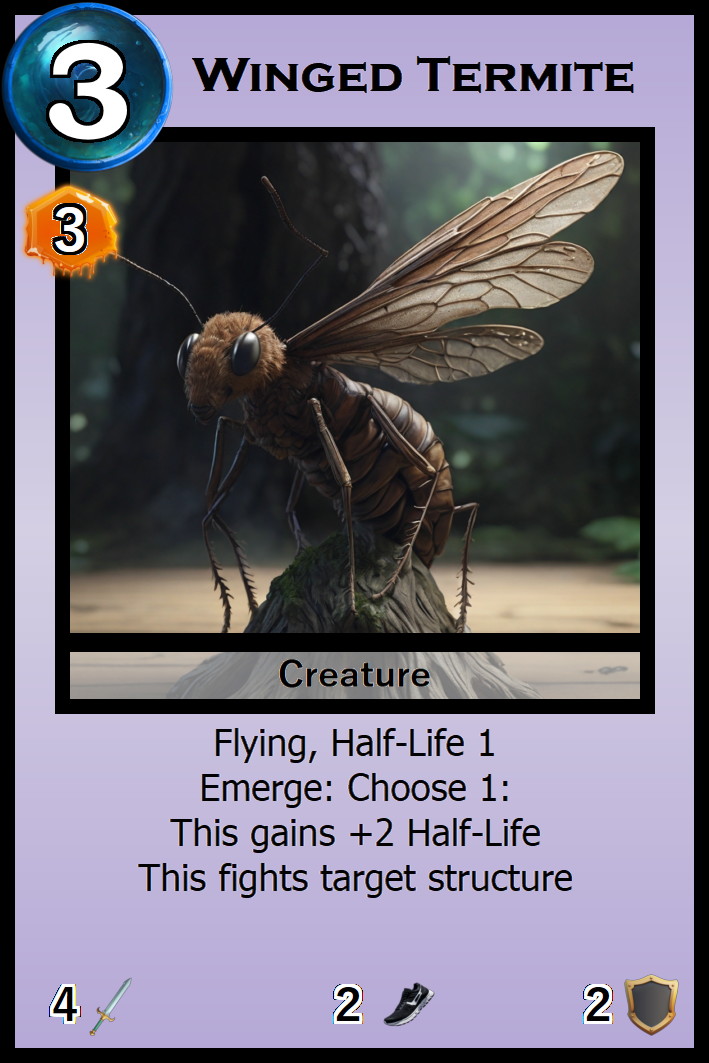 3
Winged Termite
3
Creature
Flying, Half-Life 1
Emerge: Choose 1:
This gains +2 Half-Life
This fights target structure
4
2
2